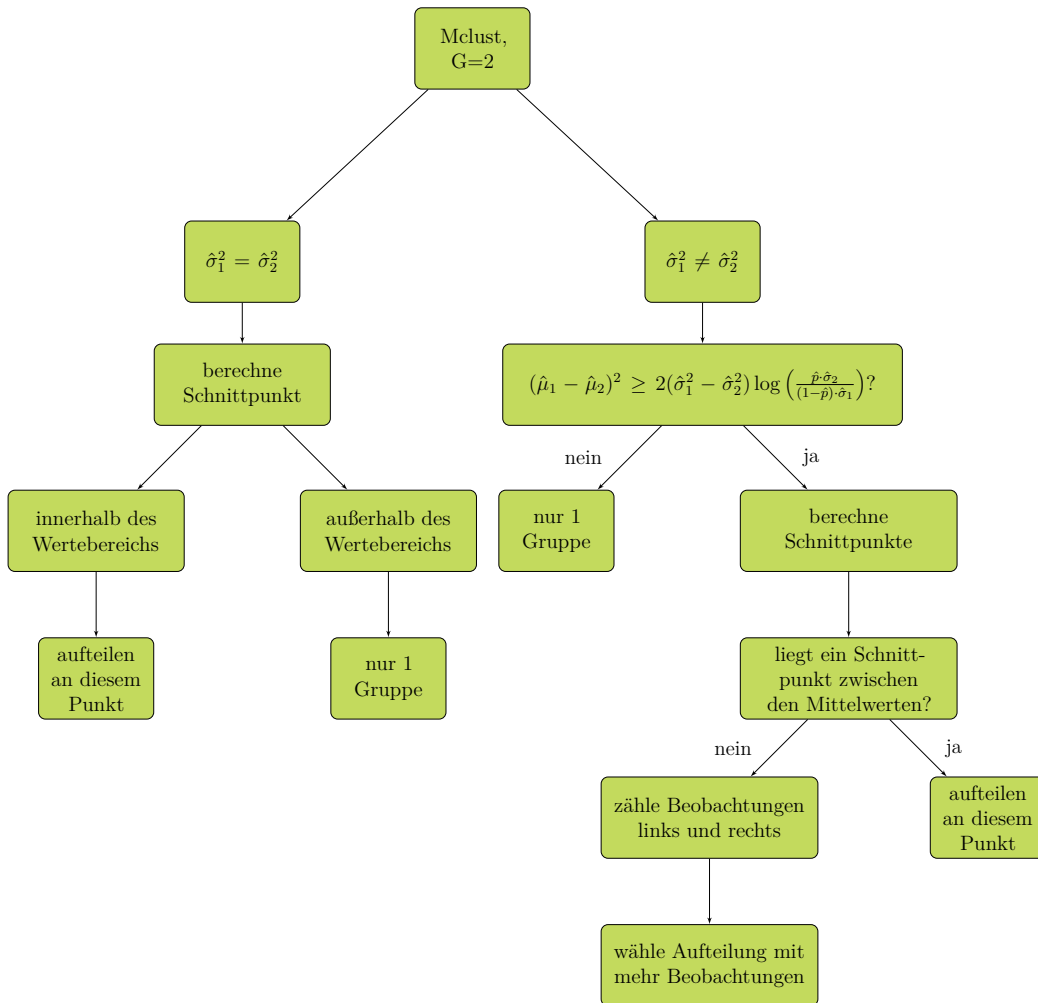 Mclust,
G=2
σ̂₁² = σ̂₂²
σ̂₁² ≠ σ̂₂²
berechne
Schnittpunkt
(μ̂₁ − μ̂₂)² ≥ 2(σ̂₁² − σ̂₂²) log (p̂·σ̂₂ / (1−p̂)·σ̂₁)?
nein
ja
innerhalb des
Wertebereichs
außerhalb des
Wertebereichs
nur 1
Gruppe
berechne
Schnittpunkte
aufteilen
an diesem
Punkt
nur 1
Gruppe
liegt ein Schnitt-
punkt zwischen
den Mittelwerten?
nein
ja
zähle Beobachtungen
links und rechts
aufteilen
an diesem
Punkt
wähle Aufteilung mit
mehr Beobachtungen